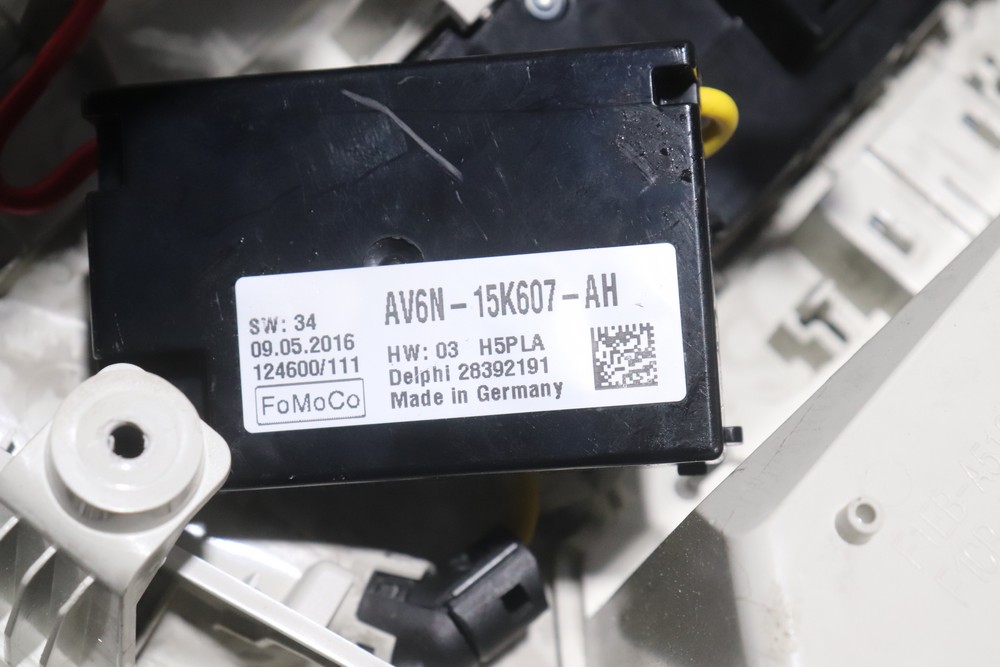 AV6N-15K607-AH
SW: 34
09.05.2016
124600/111
FoMoCo
HW: 03 H5PLA
Delphi 28392191
Made in Germany